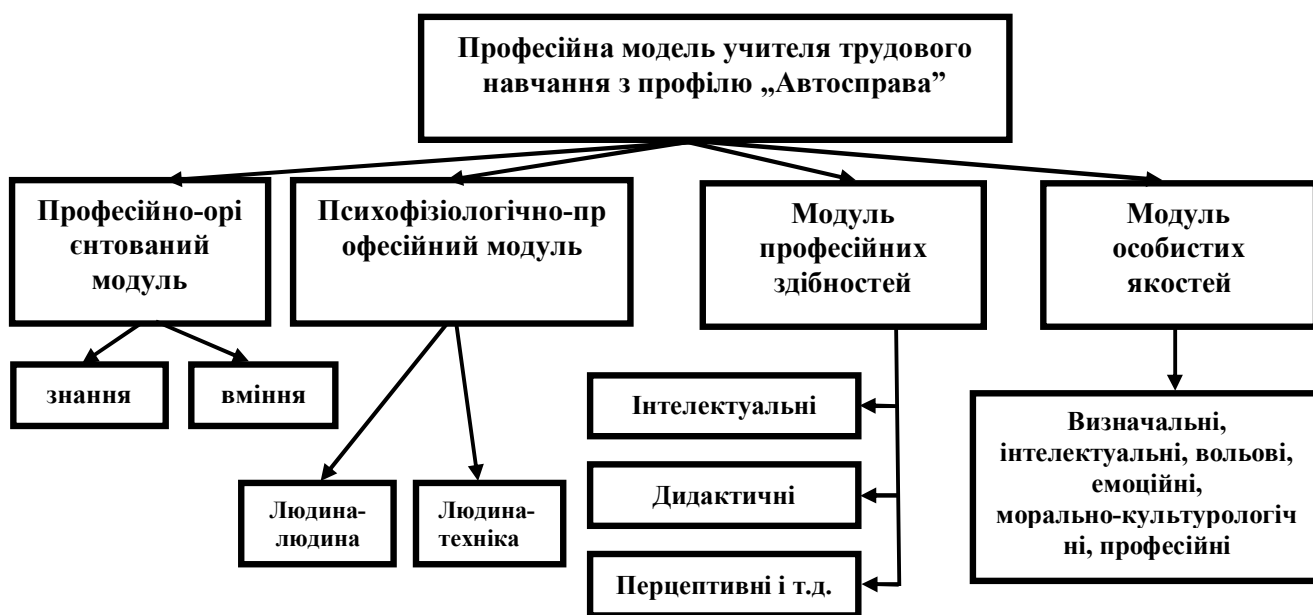 Професійна модель учителя трудового
навчання з профілю „Автосправа”
Професійно-орі
єнтований
модуль
Психофізіологічно-пр
офесійний модуль
Модуль
професійних
здібностей
Модуль
особистих
якостей
знання
вміння
Людина-
людина
Людина-
техніка
Інтелектуальні
Дидактичні
Перцептивні і т.д.
Визначальні,
інтелектуальні, вольові,
емоційні,
морально-культурологіч
ні, професійні